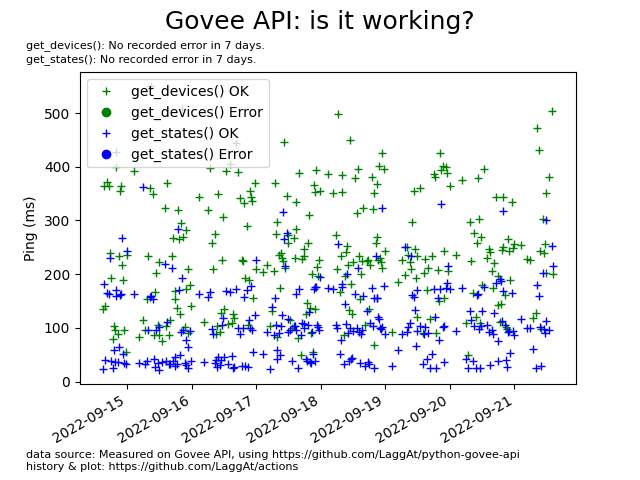 Govee API: is it working?
get_devices(): No recorded error in 7 days.
get_states(): No recorded error in 7 days.
get_devices() OK
get_devices() Error
get_states() OK
get_states() Error
Ping (ms)
500
400
300
200
100
0
2022-09-15
2022-09-16
2022-09-17
2022-09-18
2022-09-19
2022-09-20
2022-09-21
data source: Measured on Govee API, using https://github.com/LaggAt/python-govee-api
history & plot: https://github.com/LaggAt/actions